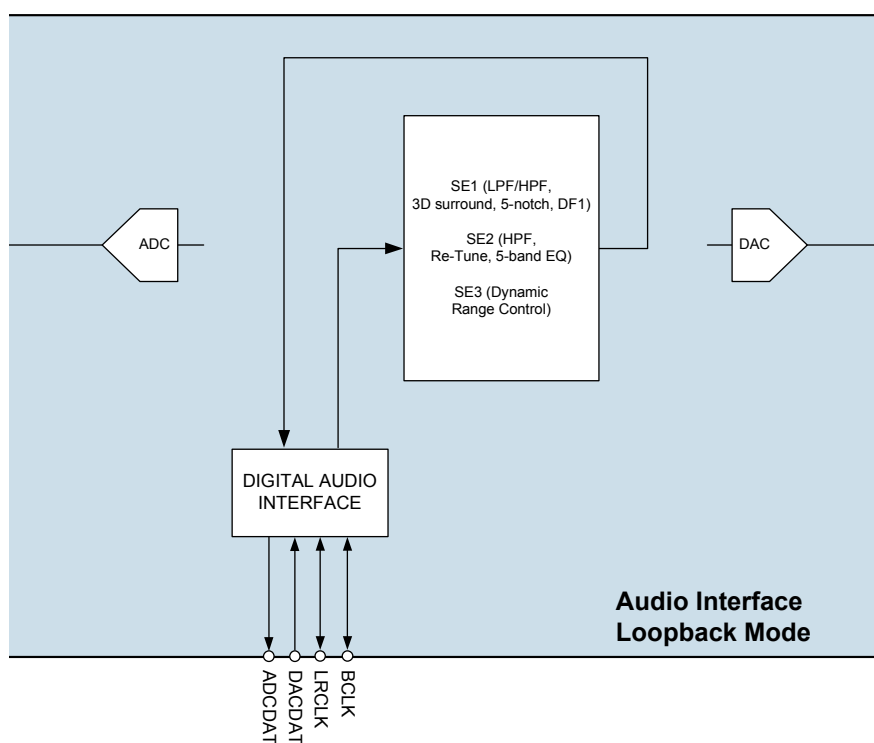 SE1 (LPF/HPF,
3D surround, 5-notch, DF1)
SE2 (HPF,
Re-Tune, 5-band EQ)
SE3 (Dynamic
Range Control)
ADC
DAC
DIGITAL AUDIO
INTERFACE
Audio Interface
Loopback Mode
ADCDAT
DACDAT
LRCLK
BCLK